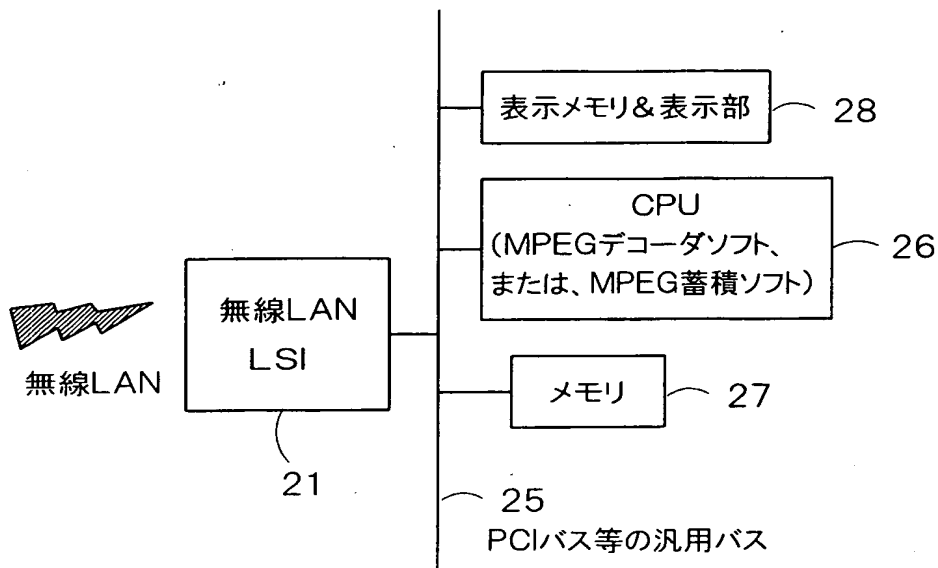 表示メモリ&表示部
28
CPU
(MPEGデコーダソフト、
または、MPEG蓄積ソフト)
26
無線LAN
LSI
無線LAN
メモリ
27
21
25
PCIバス等の汎用バス